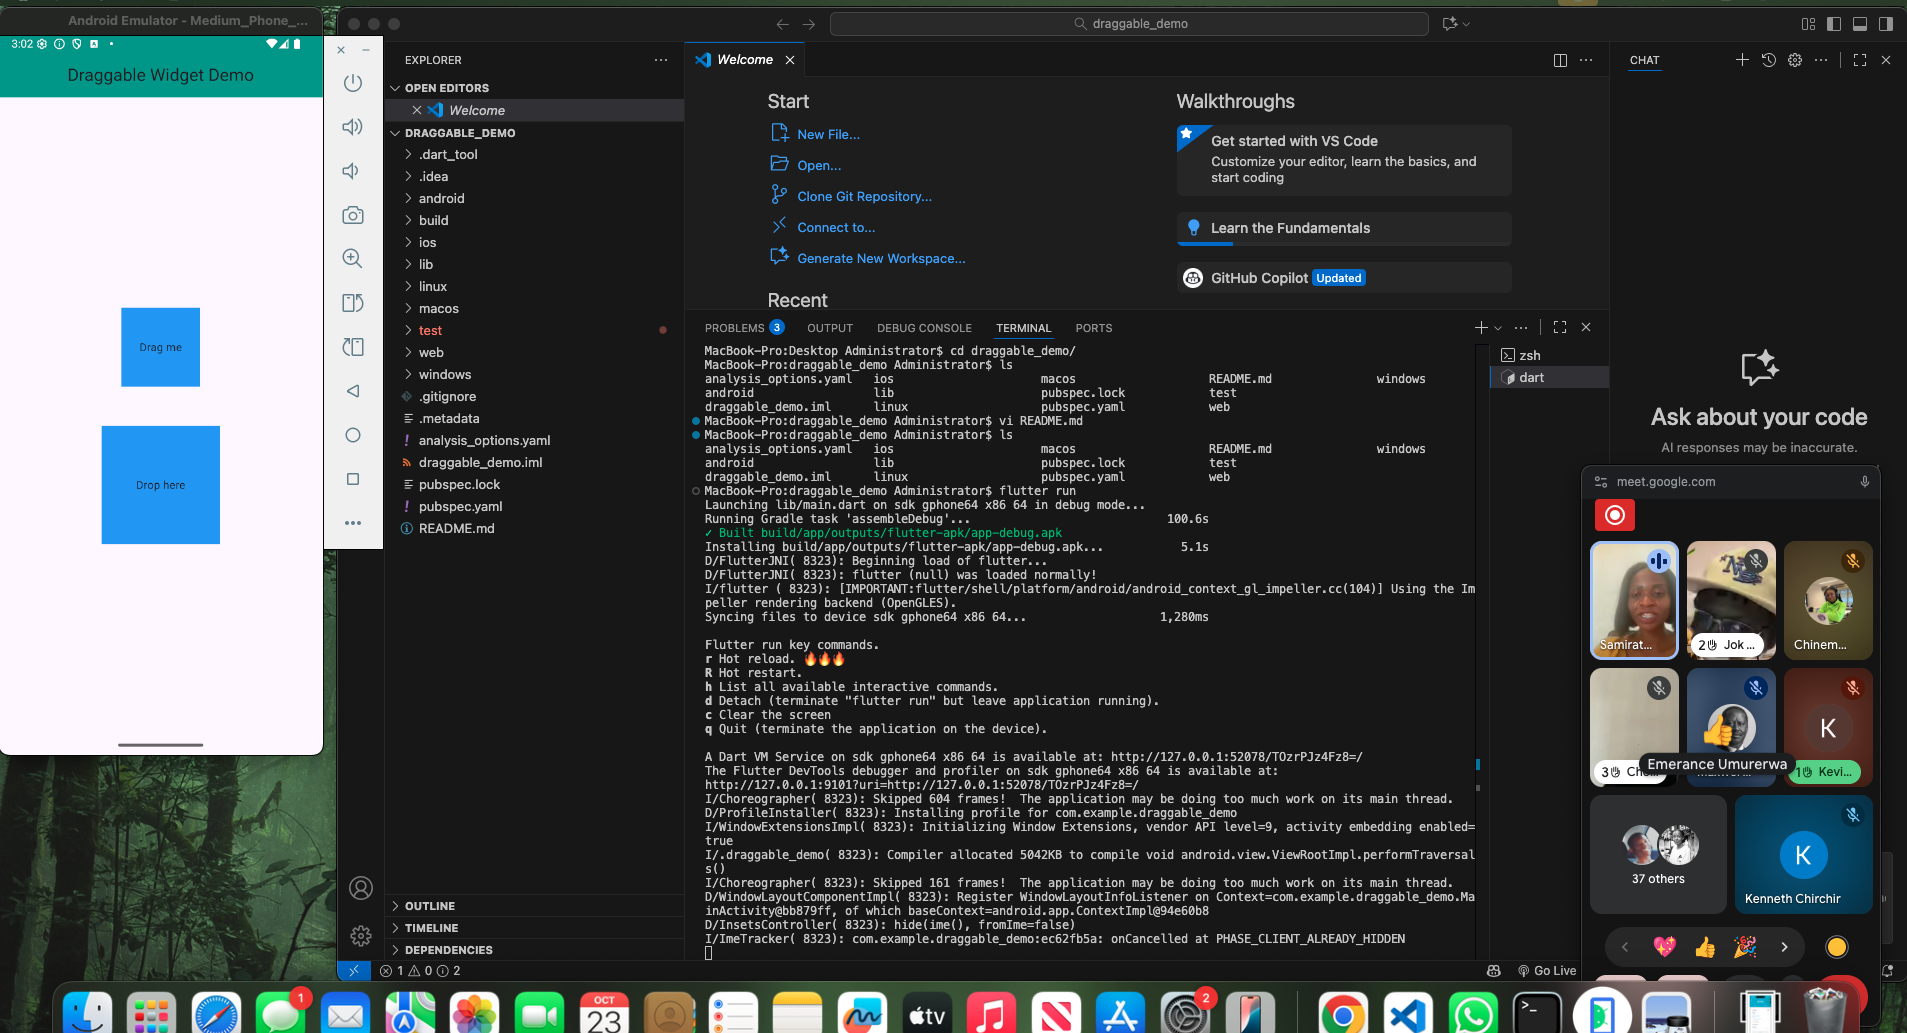 Android Emulator - Medium_Phone_...
3:02
Draggable Widget Demo
Drag me
Drop here
draggable_demo
EXPLORER
OPEN EDITORS
Welcome
DRAGGABLE_DEMO
.dart_tool
.idea
android
build
ios
lib
linux
macos
test
web
windows
.gitignore
.metadata
analysis_options.yaml
draggable_demo.iml
pubspec.lock
pubspec.yaml
README.md
OUTLINE
TIMELINE
DEPENDENCIES
Welcome
Start
New File...
Open...
Clone Git Repository...
Connect to...
Generate New Workspace...
Recent
Walkthroughs
Get started with VS Code
Customize your editor, learn the basics, and
start coding
Learn the Fundamentals
GitHub Copilot Updated
PROBLEMS 3 OUTPUT DEBUG CONSOLE TERMINAL PORTS
MacBook-Pro:Desktop Administrator$ cd draggable_demo/
MacBook-Pro:draggable_demo Administrator$ ls
analysis_options.yaml ios macos README.md windows
android lib pubspec.lock test
draggable_demo.iml linux pubspec.yaml web
MacBook-Pro:draggable_demo Administrator$ vi README.md
MacBook-Pro:draggable_demo Administrator$ ls
analysis_options.yaml ios macos README.md windows
android lib pubspec.lock test
draggable_demo.iml linux pubspec.yaml web
MacBook-Pro:draggable_demo Administrator$ flutter run
Launching lib/main.dart on sdk gphone64 x86 64 in debug mode...
Running Gradle task 'assembleDebug'... 100.6s
✓ Built build/app/outputs/flutter-apk/app-debug.apk
Installing build/app/outputs/flutter-apk/app-debug.apk... 5.1s
D/FlutterJNI( 8323): Beginning load of flutter...
D/FlutterJNI( 8323): flutter (null) was loaded normally!
I/flutter ( 8323): [IMPORTANT:flutter/shell/platform/android/android_context_gl_impeller.cc(104)] Using the Im
peller rendering backend (OpenGLES).
Syncing files to device sdk gphone64 x86 64... 1,280ms
Flutter run key commands.
r Hot reload. 🔥🔥🔥
R Hot restart.
h List all available interactive commands.
d Detach (terminate "flutter run" but leave application running).
c Clear the screen
q Quit (terminate the application on the device).
A Dart VM Service on sdk gphone64 x86 64 is available at: http://127.0.0.1:52078/TOzrPJz4Fz8=/
The Flutter DevTools debugger and profiler on sdk gphone64 x86 64 is available at:
http://127.0.0.1:9101?uri=http://127.0.0.1:52078/TOzrPJz4Fz8=/
I/Choreographer( 8323): Skipped 604 frames!  The application may be doing too much work on its main thread.
D/ProfileInstaller( 8323): Installing profile for com.example.draggable_demo
I/WindowExtensionsImpl( 8323): Initializing Window Extensions, vendor API level=9, activity embedding enabled=
true
I/.draggable_demo( 8323): Compiler allocated 5042KB to compile void android.view.ViewRootImpl.performTraversal
s()
I/Choreographer( 8323): Skipped 161 frames!  The application may be doing too much work on its main thread.
D/WindowLayoutComponentImpl( 8323): Register WindowLayoutInfoListener on Context=com.example.draggable_demo.Ma
inActivity@bb879ff, of which baseContext=android.app.ContextImpl@94e60b8
D/InsetsController( 8323): hide(ime(), fromIme=false)
I/ImeTracker( 8323): com.example.draggable_demo:ec62fb5a: onCancelled at PHASE_CLIENT_ALREADY_HIDDEN
zsh
dart
CHAT
Ask about your code
AI responses may be inaccurate.
meet.google.com
Samirat...
2 Jok ...
Chinem...
3
Emerance Umurerwa
K
1 Kevi...
37 others
K
Kenneth Chirchir
1 0 2
Go Live
1
OCT
23
tv
2